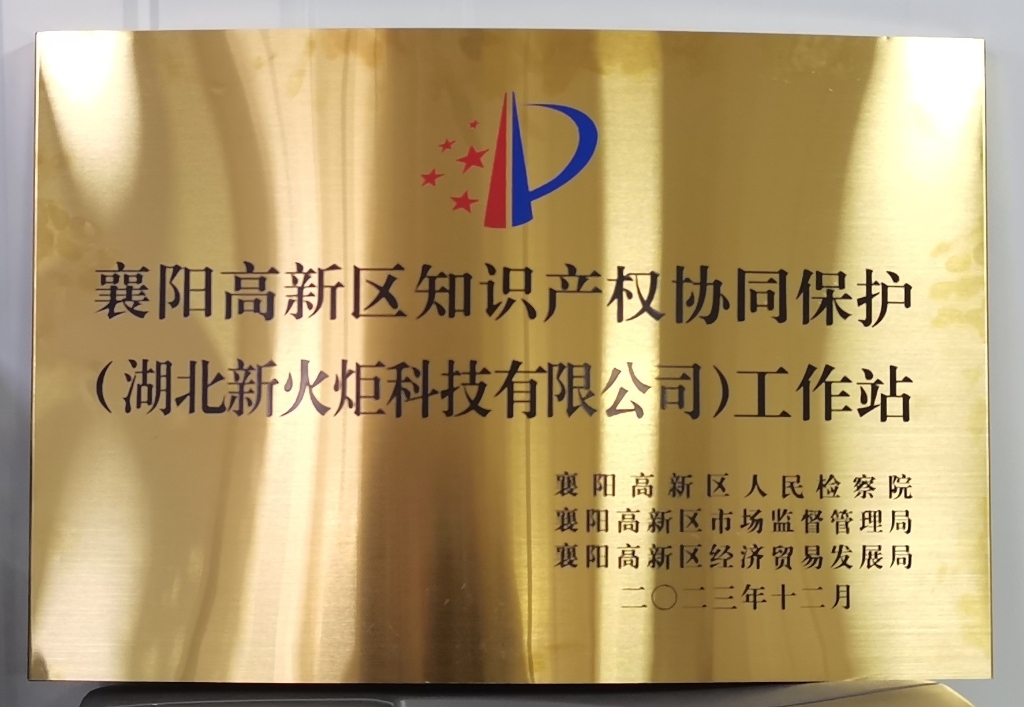 襄阳高新区知识产权协同保护
（湖北新火炬科技有限公司）工作站
襄阳高新区人民检察院
襄阳高新区市场监督管理局
襄阳高新区经济贸易发展局
二〇二三年十二月